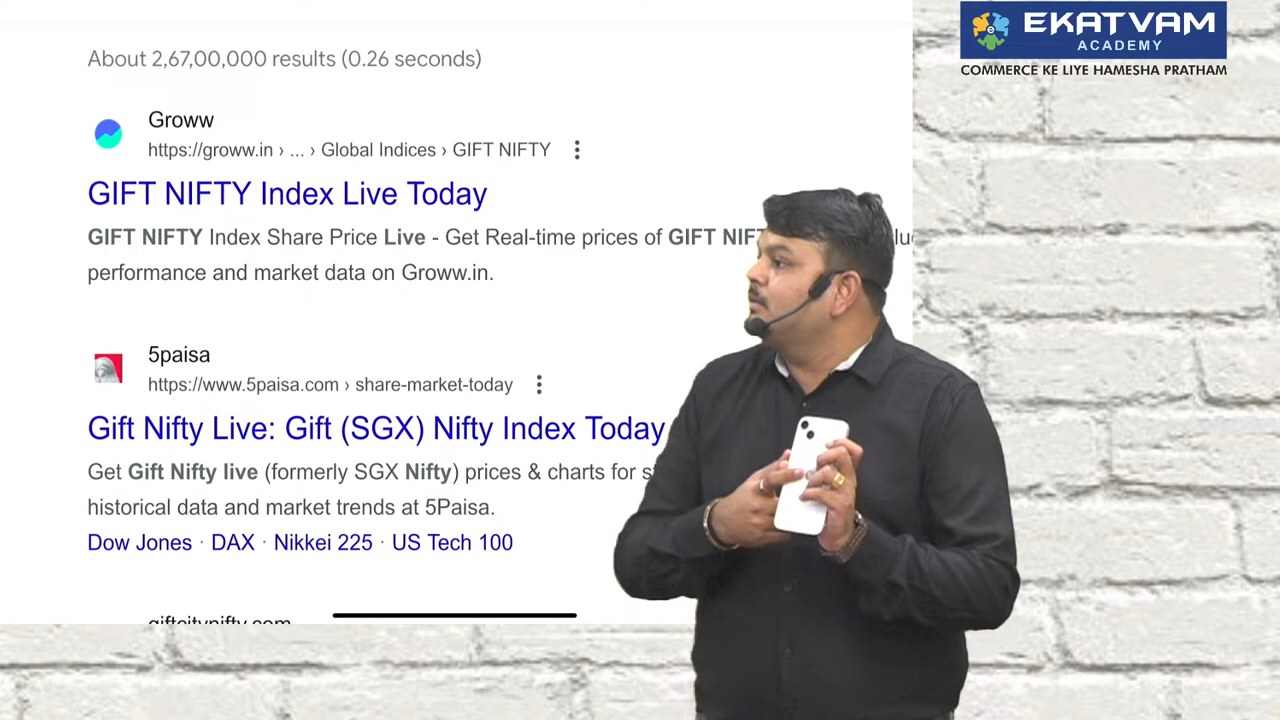 About 2,67,00,000 results (0.26 seconds)
EKATVAM
ACADEMY
COMMERCE KE LIYE HAMESHA PRATHAM
Groww
https://groww.in › ... › Global Indices › GIFT NIFTY
GIFT NIFTY Index Live Today
GIFT NIFTY Index Share Price Live - Get Real-time prices of GIFT
performance and market data on Groww.in.
5paisa
https://www.5paisa.com › share-market-today
Gift Nifty Live: Gift (SGX) Nifty Index Today
Get Gift Nifty live (formerly SGX Nifty) prices & charts for
historical data and market trends at 5Paisa.
Dow Jones · DAX · Nikkei 225 · US Tech 100
giftcitynifty.com